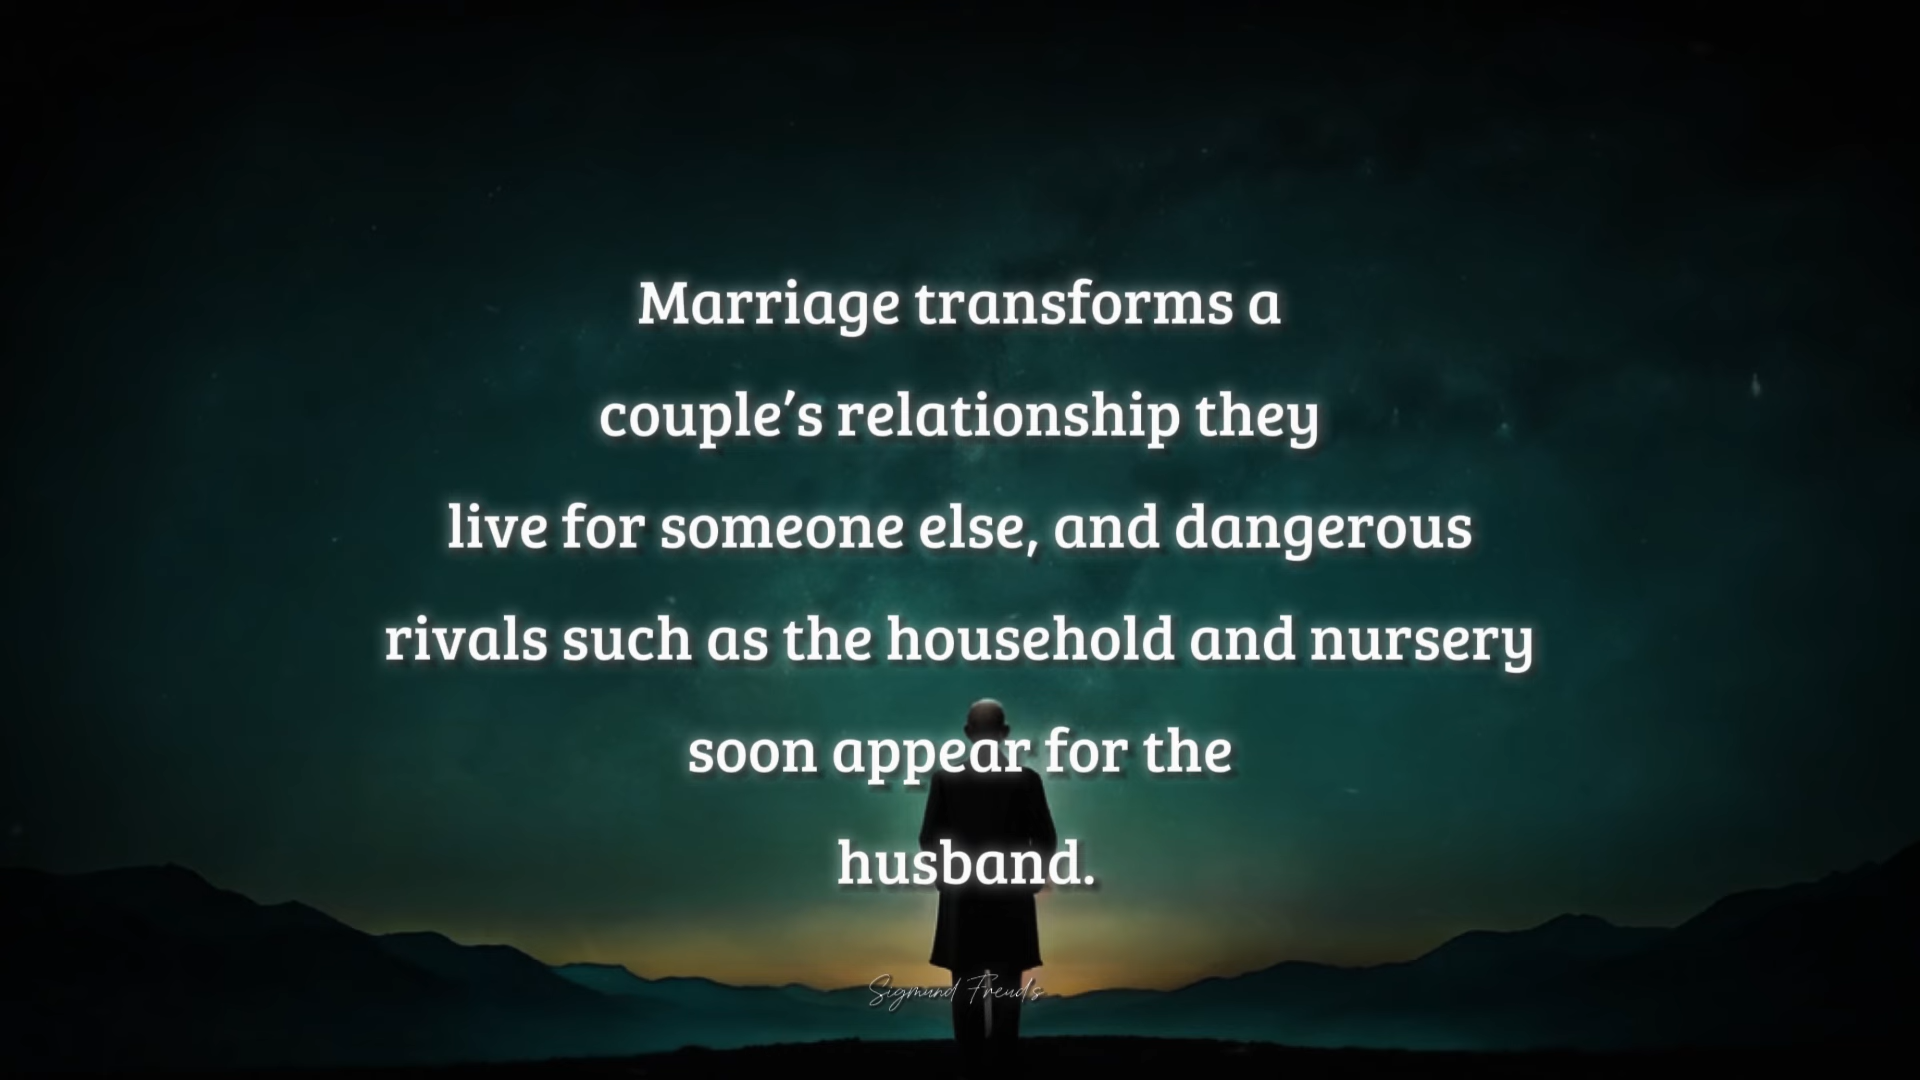 Marriage transforms a
couple's relationship they
live for someone else, and dangerous
rivals such as the household and nursery
soon appear for the
husband.
Sigmund Freud's